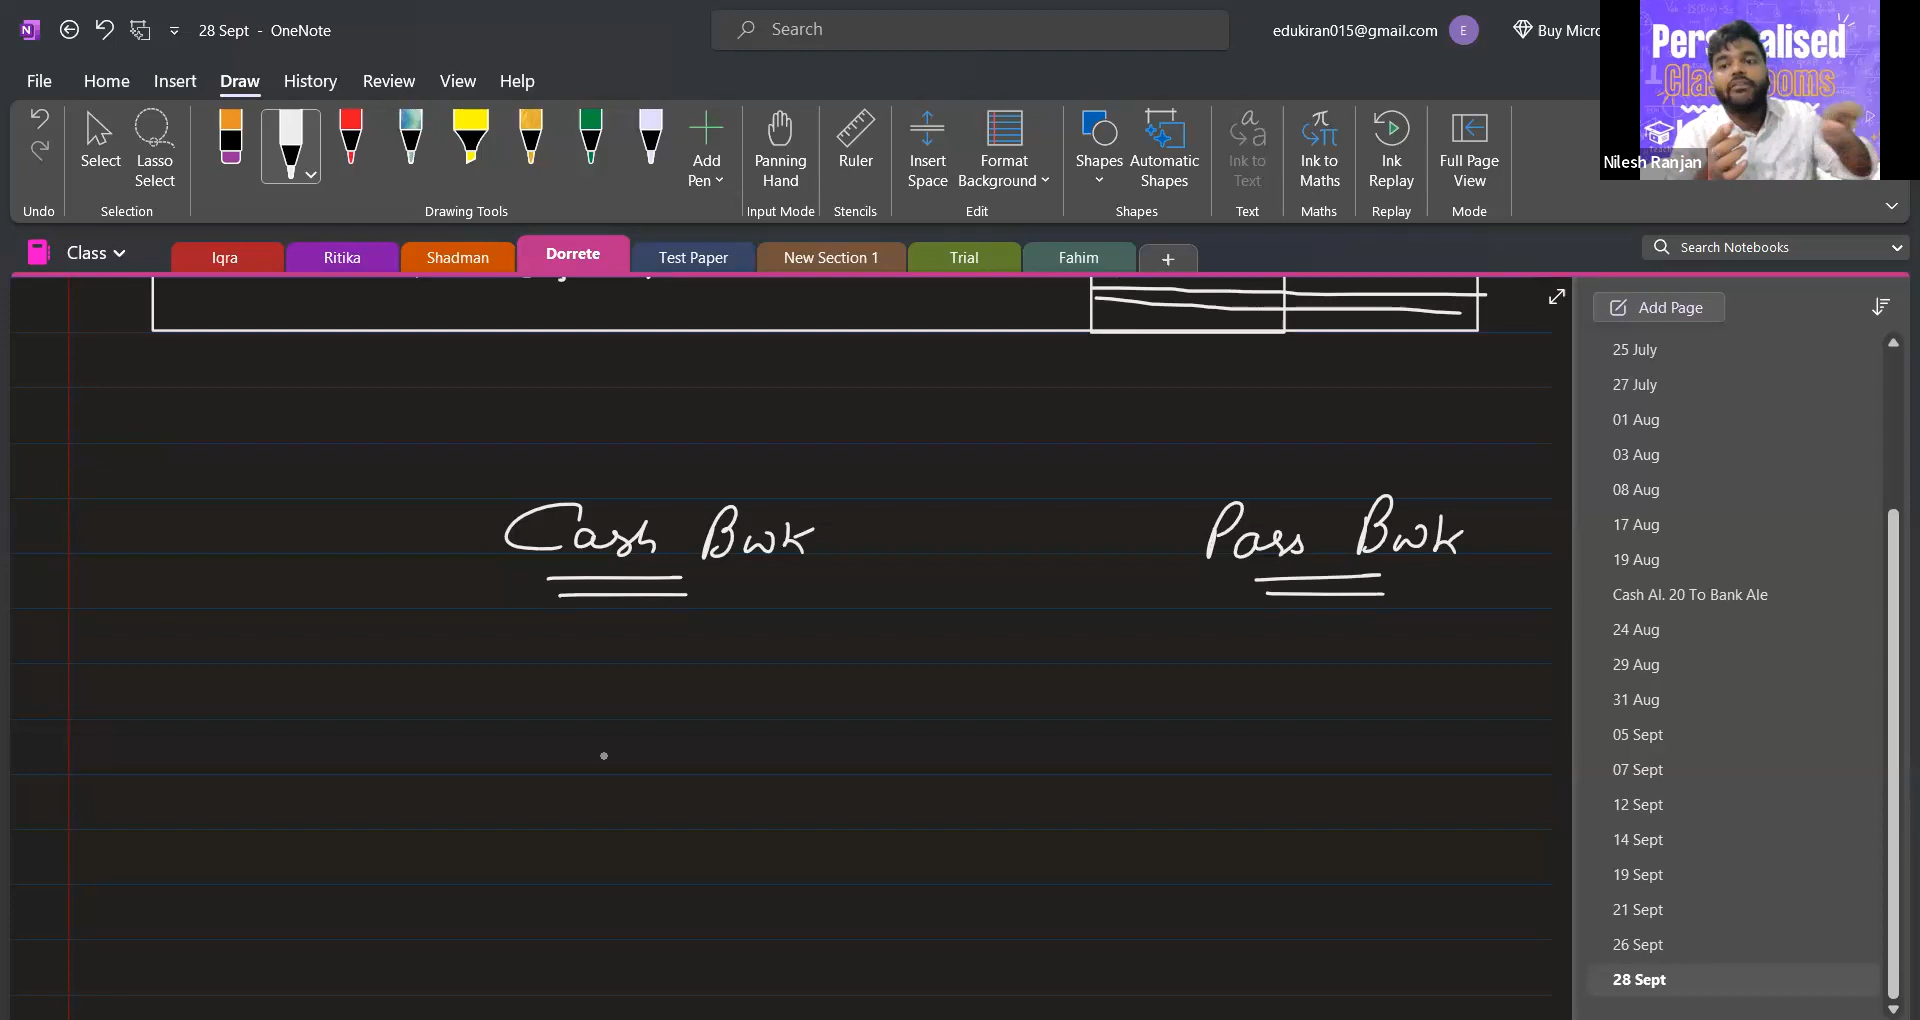 28 Sept - OneNote
Search
edukiran015@gmail.com
E
Buy Micro
File Home Insert Draw History Review View Help
Select
Lasso Select
Add Pen
Panning Hand
Ruler
Insert Space
Format Background
Shapes
Automatic Shapes
Ink to Text
Ink to Maths
Ink Replay
Full Page View
Undo Selection Drawing Tools Input Mode Stencils Edit Shapes Text Maths Replay Mode
Personalised
Classrooms
Nilesh Ranjan
Class
Iqra Ritika Shadman Dorrete Test Paper New Section 1 Trial Fahim +
Search Notebooks
Cash Book Pass Book
Add Page
25 July
27 July
01 Aug
03 Aug
08 Aug
17 Aug
19 Aug
Cash Al. 20 To Bank Ale
24 Aug
29 Aug
31 Aug
05 Sept
07 Sept
12 Sept
14 Sept
19 Sept
21 Sept
26 Sept
28 Sept